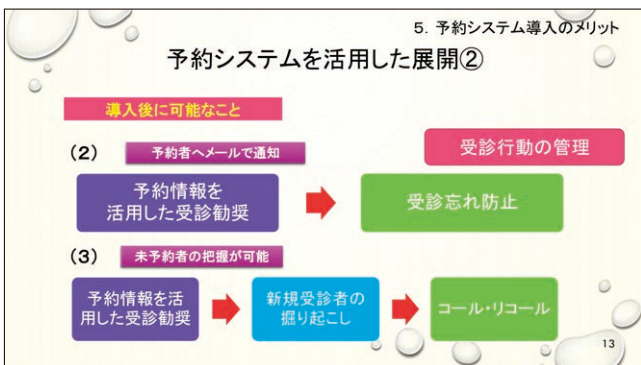 5. 予約システム導入のメリット
予約システムを活用した展開②
導入後に可能なこと
(2)
予約者へメールで通知
受診行動の管理
予約情報を
活用した受診勧奨
受診忘れ防止
(3)
未予約者の把握が可能
予約情報を活
用した受診勧奨
新規受診者の
掘り起こし
コール・リコール
13